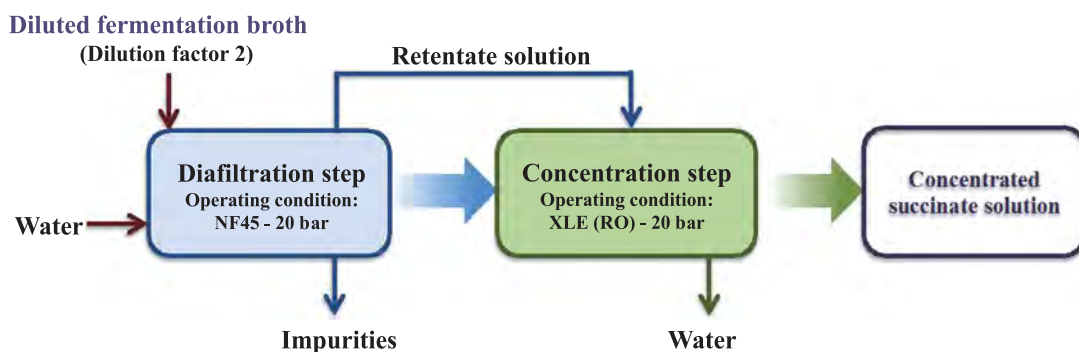 Diluted fermentation broth
(Dilution factor 2)
Retentate solution
Diafiltration step
Operating condition:
NF45 - 20 bar
Water
Concentration step
Operating condition:
XLE (RO) - 20 bar
Concentrated
succinate solution
Impurities
Water